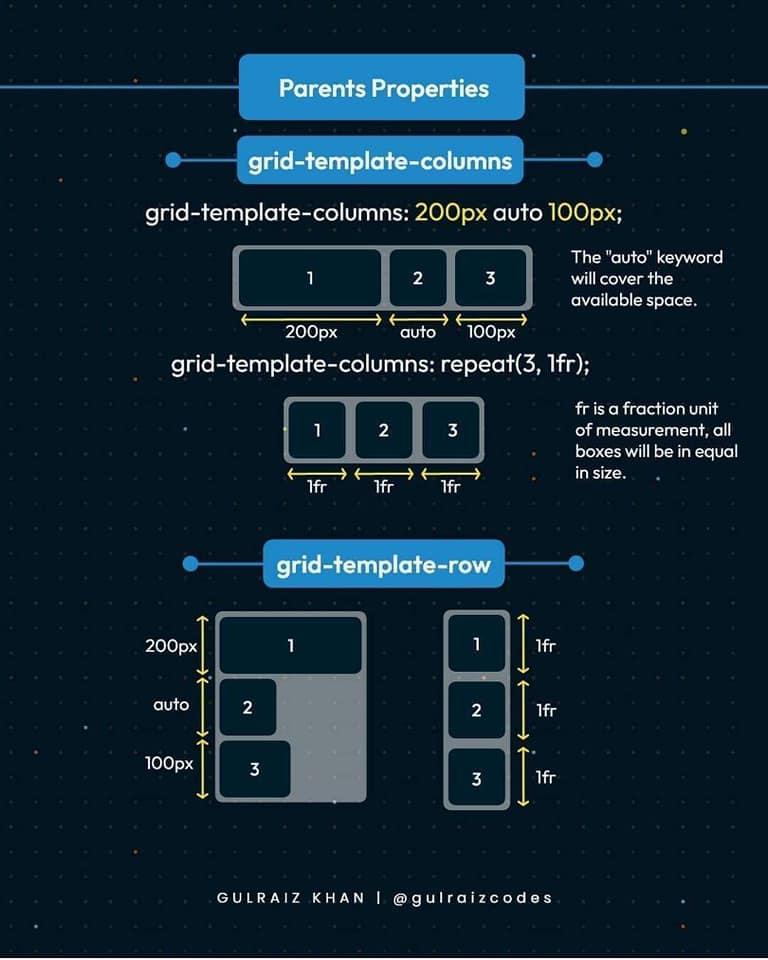 Parents Properties
grid-template-columns
grid-template-columns: 200px auto 100px;
1 2 3
The "auto" keyword
will cover the
available space.
200px auto 100px
grid-template-columns: repeat(3, 1fr);
1 2 3
fr is a fraction unit
of measurement, all
boxes will be in equal
in size.
1fr 1fr 1fr
grid-template-row
200px 1
auto 2
100px 3
1 1fr
2 1fr
3 1fr
GULRAIZ KHAN | @gulraizcodes